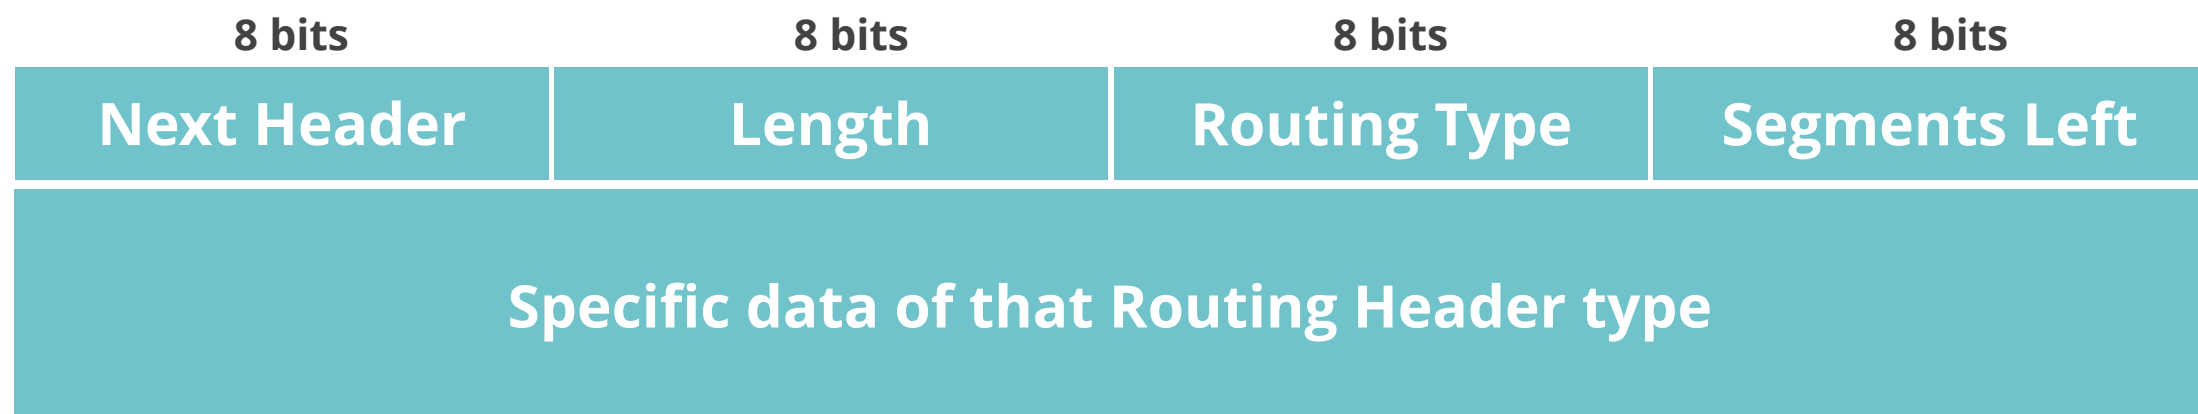 8 bits 8 bits 8 bits 8 bits
Next Header Length Routing Type Segments Left
Specific data of that Routing Header type